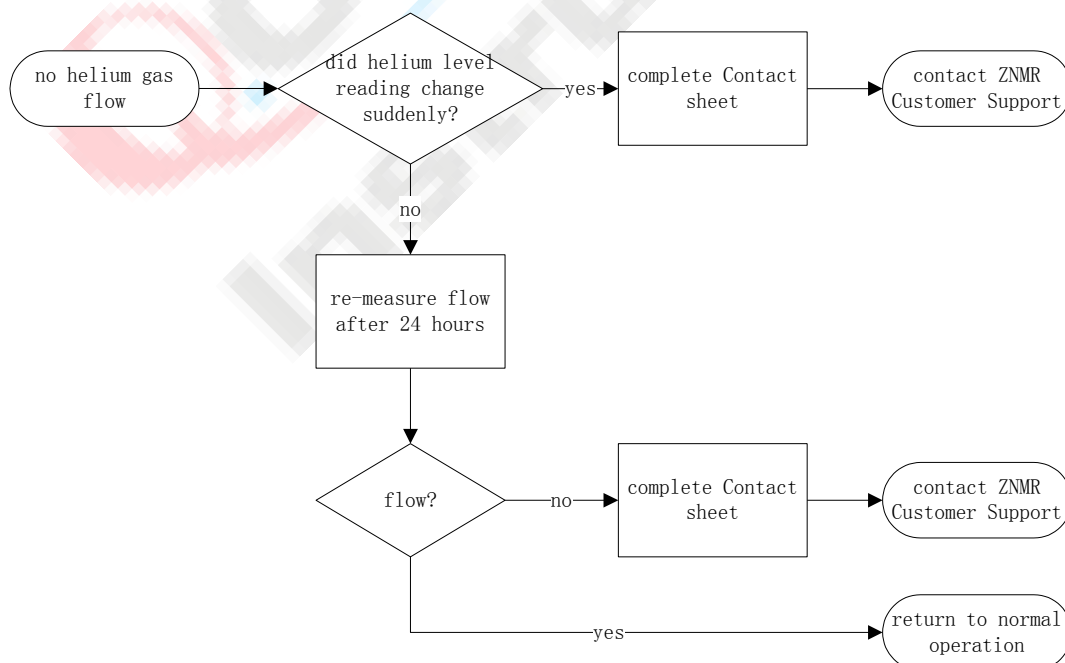 no helium gas
flow
did helium level
reading change
suddenly?
yes
complete Contact
sheet
contact ZNMR
Customer Support
no
re-measure flow
after 24 hours
flow?
no
complete Contact
sheet
contact ZNMR
Customer Support
yes
return to normal
operation